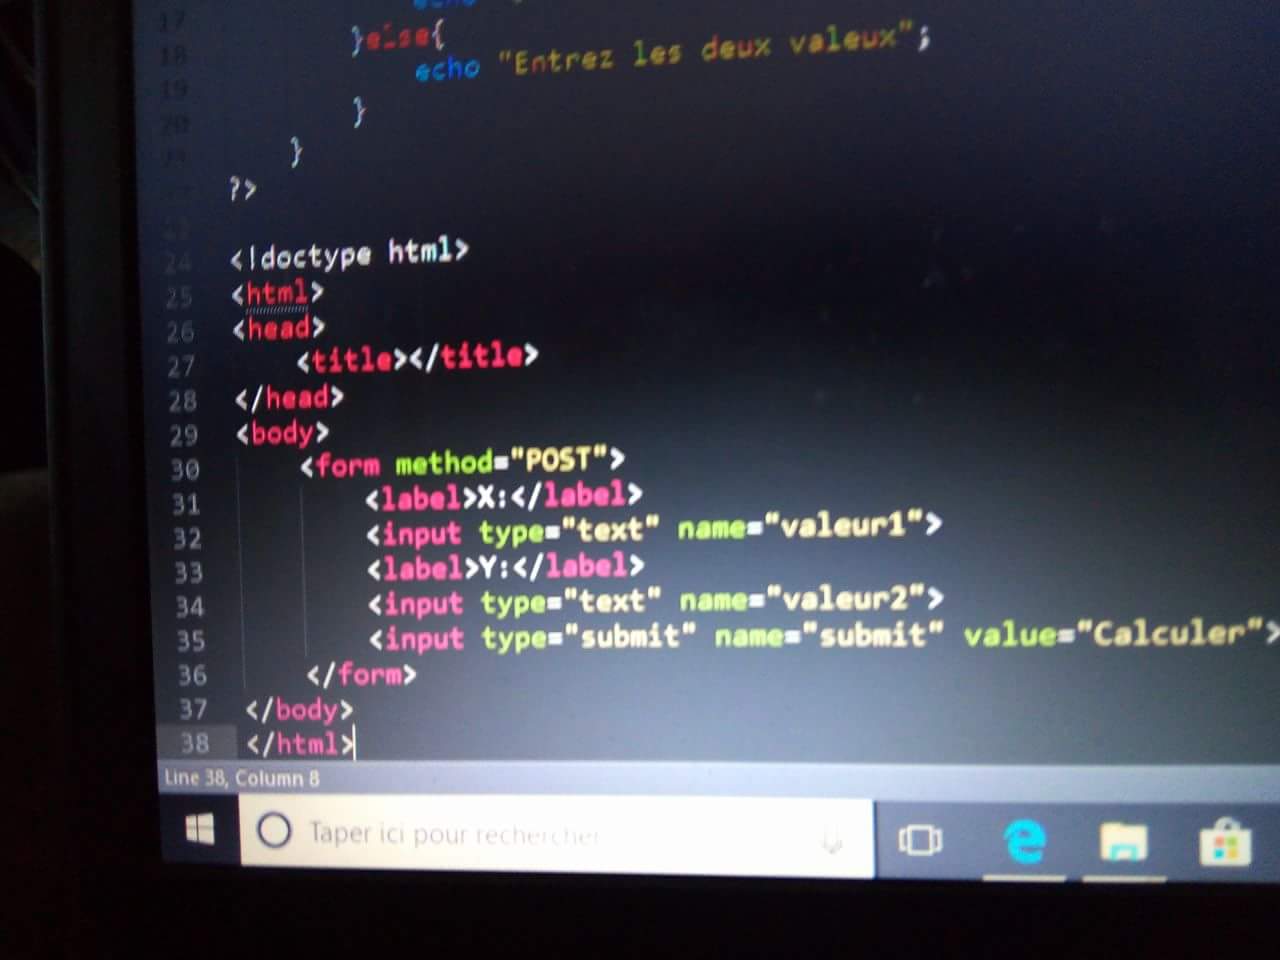 17 echo "
18 }else{
19 echo "Entrez les deux valeux";
20 }
}
?>
24 <!doctype html>
25 <html>
26 <head>
27 <title></title>
28 </head>
29 <body>
30 <form method="POST">
31 <label>X:</label>
32 <input type="text" name="valeur1">
33 <label>Y:</label>
34 <input type="text" name="valeur2">
35 <input type="submit" name="submit" value="Calculer">
36 </form>
37 </body>
38 </html>
Line 38, Column 8
Taper ici pour rechercher